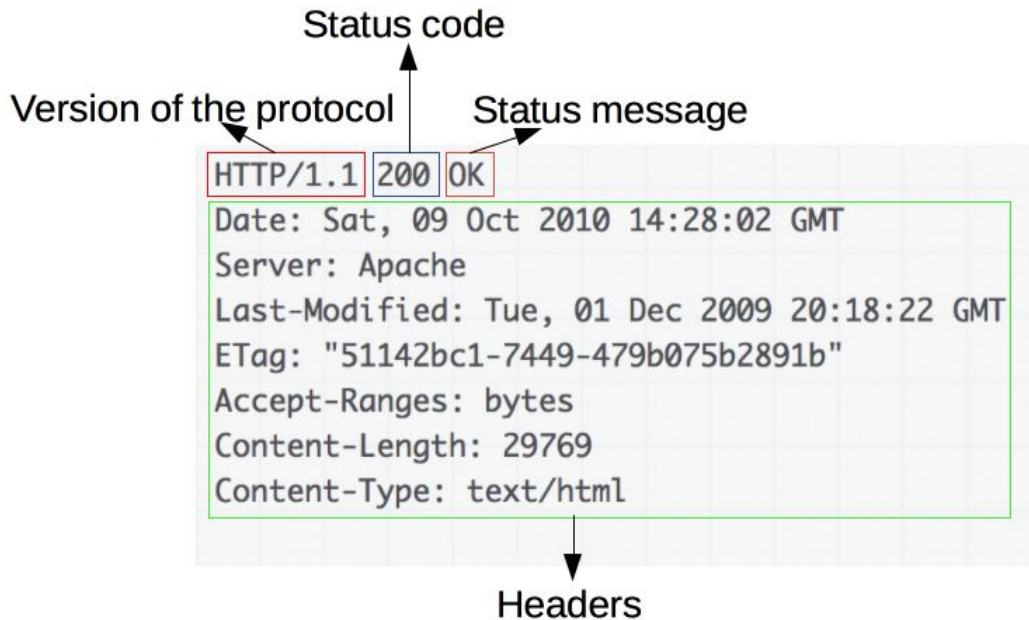 Status code
Version of the protocol
Status message
HTTP/1.1 200 OK
Date: Sat, 09 Oct 2010 14:28:02 GMT
Server: Apache
Last-Modified: Tue, 01 Dec 2009 20:18:22 GMT
ETag: "51142bc1-7449-479b075b2891b"
Accept-Ranges: bytes
Content-Length: 29769
Content-Type: text/html
Headers